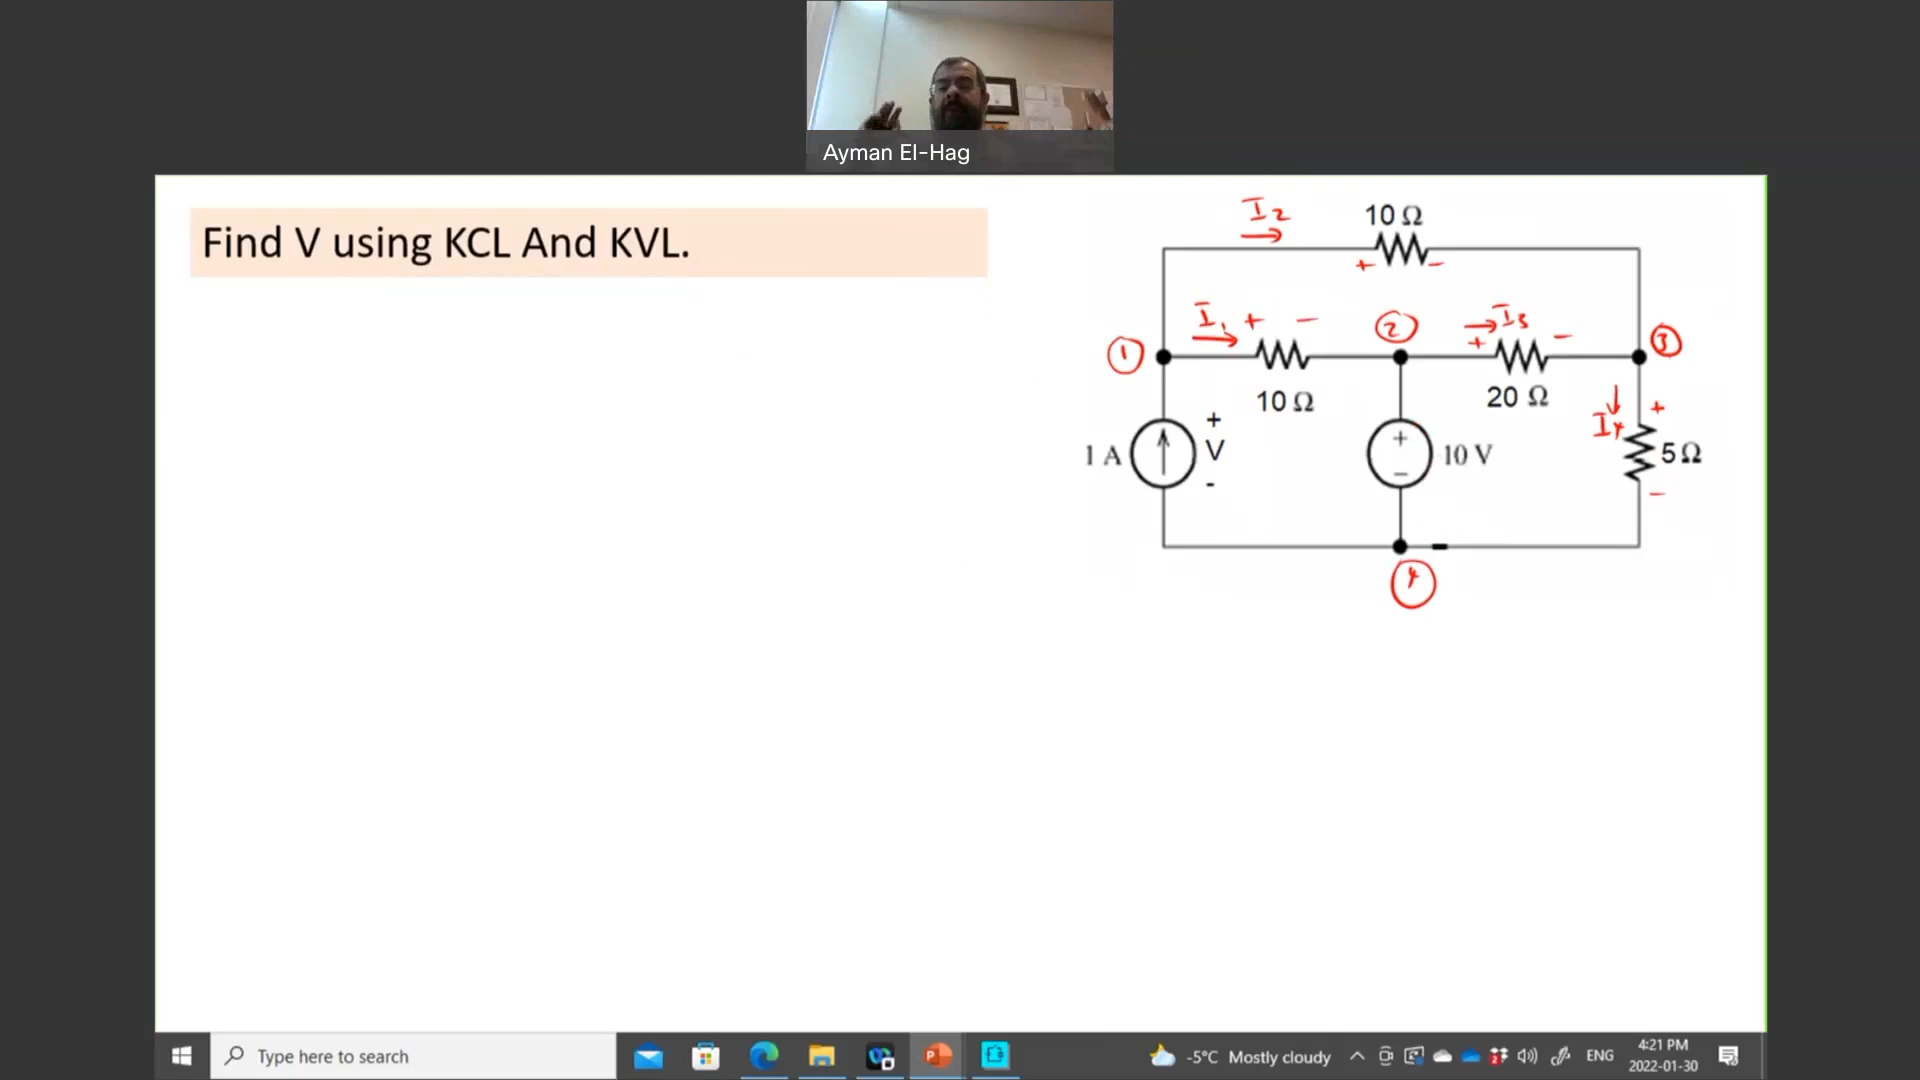 Ayman El-Hag
Find V using KCL And KVL.
I2
10 Ω
+ -
I1 + -
2
I3
+ -
1
3
10 Ω
20 Ω
I4
+
+
V
-
1 A
+
-
10 V
5 Ω
-
4
Type here to search
-5°C Mostly cloudy
ENG
4:21 PM
2022-01-30